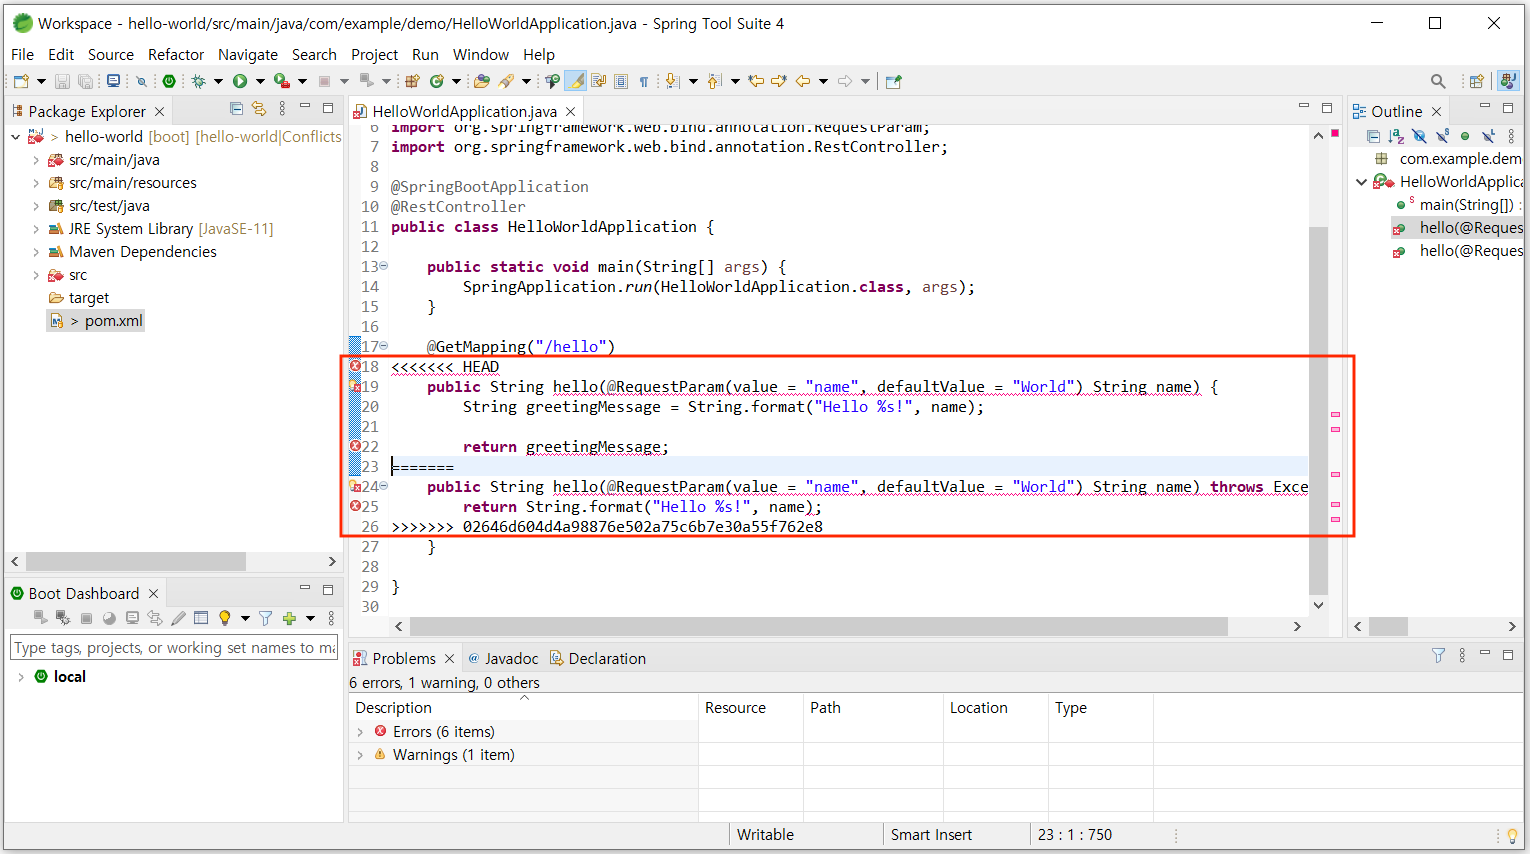 Workspace - hello-world/src/main/java/com/example/demo/HelloWorldApplication.java - Spring Tool Suite 4
File Edit Source Refactor Navigate Search Project Run Window Help
Package Explorer
hello-world [boot] [hello-world|Conflicts
src/main/java
src/main/resources
src/test/java
JRE System Library [JavaSE-11]
Maven Dependencies
src
target
> pom.xml
Boot Dashboard
Type tags, projects, or working set names to ma
local
HelloWorldApplication.java
6 import org.springframework.web.bind.annotation.RequestParam;
7 import org.springframework.web.bind.annotation.RestController;
8
9 @SpringBootApplication
10 @RestController
11 public class HelloWorldApplication {
12
13 public static void main(String[] args) {
14 SpringApplication.run(HelloWorldApplication.class, args);
15 }
16
17 @GetMapping("/hello")
18 <<<<<<< HEAD
19 public String hello(@RequestParam(value = "name", defaultValue = "World") String name) {
20 String greetingMessage = String.format("Hello %s!", name);
21
22 return greetingMessage;
23 =======
24 public String hello(@RequestParam(value = "name", defaultValue = "World") String name) throws Exce
25 return String.format("Hello %s!", name);
26 >>>>>>> 02646d604d4a98876e502a75c6b7e30a55f762e8
27 }
28
29 }
30
Outline
com.example.dem
HelloWorldApplica
main(String[]) :
hello(@Reques
hello(@Reques
Problems @ Javadoc Declaration
6 errors, 1 warning, 0 others
Description Resource Path Location Type
Errors (6 items)
Warnings (1 item)
Writable Smart Insert 23 : 1 : 750